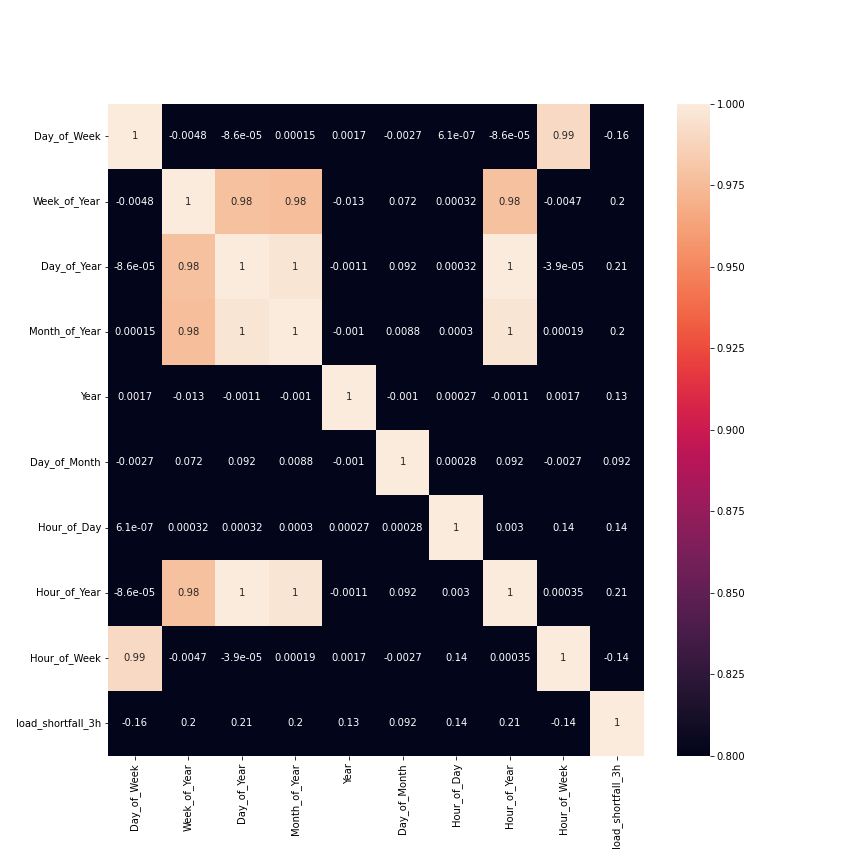 Day_of_Week 1 -0.0048 -8.6e-05 0.00015 0.0017 -0.0027 6.1e-07 -8.6e-05 0.99 -0.16
Week_of_Year -0.0048 1 0.98 0.98 -0.013 0.072 0.00032 0.98 -0.0047 0.2
Day_of_Year -8.6e-05 0.98 1 1 -0.0011 0.092 0.00032 1 -3.9e-05 0.21
Month_of_Year 0.00015 0.98 1 1 -0.001 0.0088 0.0003 1 0.00019 0.2
Year 0.0017 -0.013 -0.0011 -0.001 1 -0.001 0.00027 -0.0011 0.0017 0.13
Day_of_Month -0.0027 0.072 0.092 0.0088 -0.001 1 0.00028 0.092 -0.0027 0.092
Hour_of_Day 6.1e-07 0.00032 0.00032 0.0003 0.00027 0.00028 1 0.003 0.14 0.14
Hour_of_Year -8.6e-05 0.98 1 1 -0.0011 0.092 0.003 1 0.00035 0.21
Hour_of_Week 0.99 -0.0047 -3.9e-05 0.00019 0.0017 -0.0027 0.14 0.00035 1 -0.14
load_shortfall_3h -0.16 0.2 0.21 0.2 0.13 0.092 0.14 0.21 -0.14 1
Day_of_Week
Week_of_Year
Day_of_Year
Month_of_Year
Year
Day_of_Month
Hour_of_Day
Hour_of_Year
Hour_of_Week
load_shortfall_3h
1.000
0.975
0.950
0.925
0.900
0.875
0.850
0.825
0.800